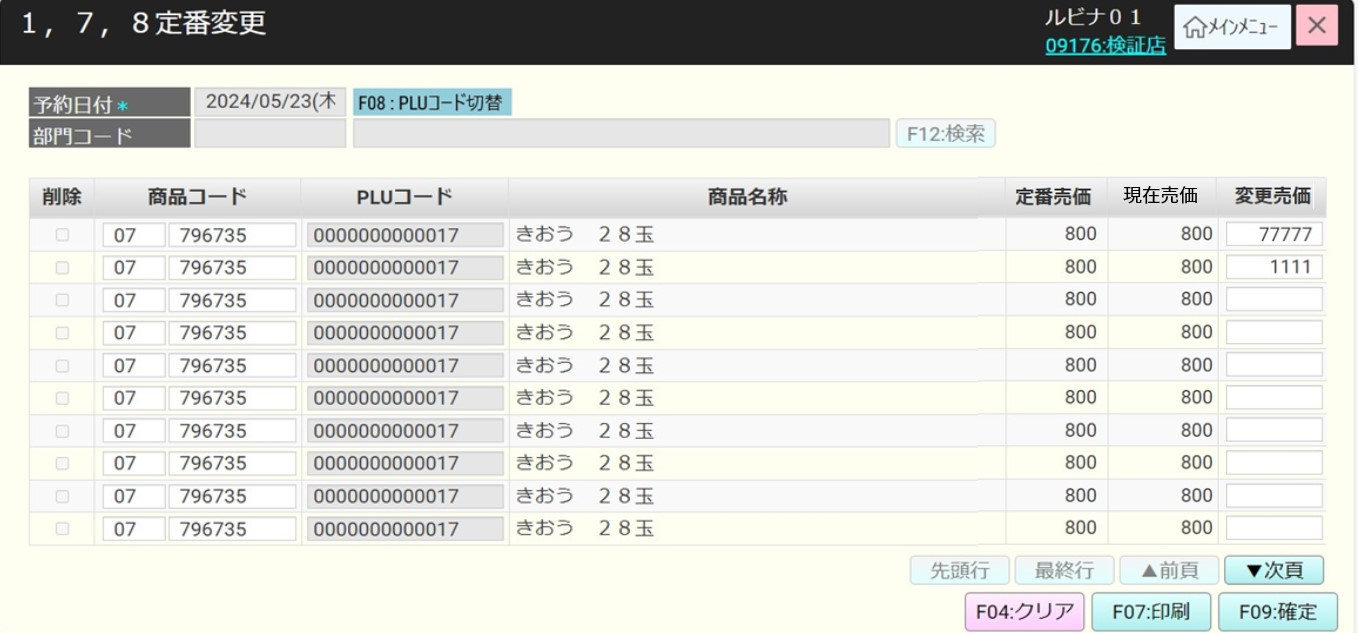 1，7，8定番変更
ルビナ０１
09176:検証店
メインメニュー ×
予約日付* 2024/05/23(木 F08 : PLUコード切替
部門コード F12:検索
削除 商品コード PLUコード 商品名称 定番売価 現在売価 変更売価
07 796735 0000000000017 きおう　２８玉 800 800 77777
07 796735 0000000000017 きおう　２８玉 800 800 1111
07 796735 0000000000017 きおう　２８玉 800 800
07 796735 0000000000017 きおう　２８玉 800 800
07 796735 0000000000017 きおう　２８玉 800 800
07 796735 0000000000017 きおう　２８玉 800 800
07 796735 0000000000017 きおう　２８玉 800 800
07 796735 0000000000017 きおう　２８玉 800 800
07 796735 0000000000017 きおう　２８玉 800 800
07 796735 0000000000017 きおう　２８玉 800 800
先頭行 最終行 ▲前頁 ▼次頁
F04:クリア F07:印刷 F09:確定